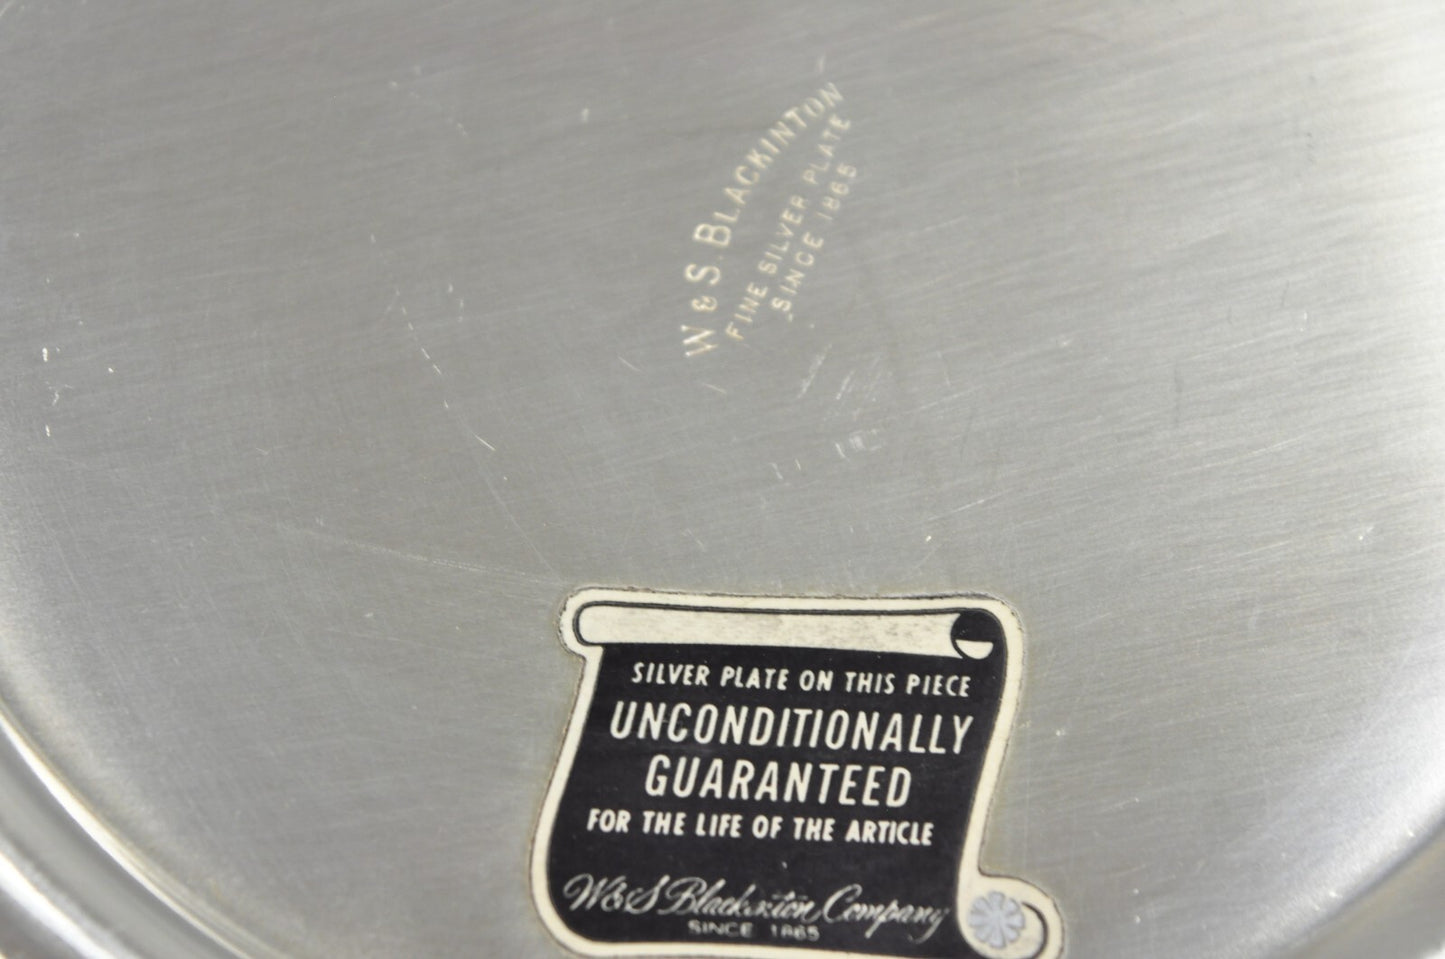 W & S. BLACKINTON
FINE SILVER PLATE
SINCE 1865
SILVER PLATE ON THIS PIECE
UNCONDITIONALLY
GUARANTEED
FOR THE LIFE OF THE ARTICLE
W & S Blackinton Company
SINCE 1865